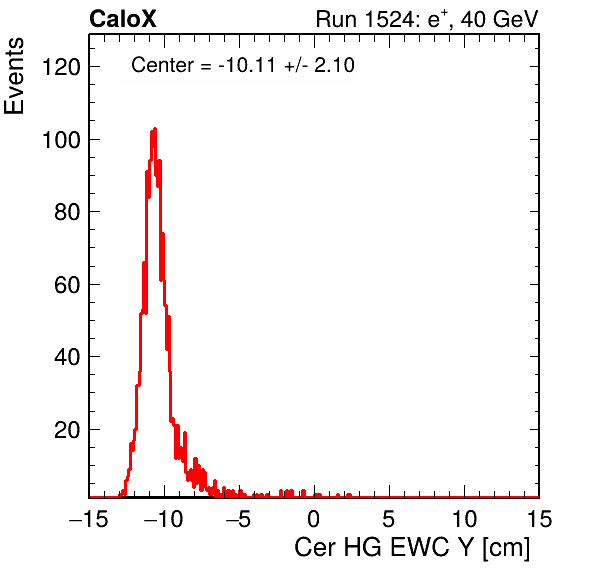 CaloX
Run 1524: e+, 40 GeV
Events
Center = -10.11 +/- 2.10
120
100
80
60
40
20
−15 −10 −5 0 5 10 15
Cer HG EWC Y [cm]